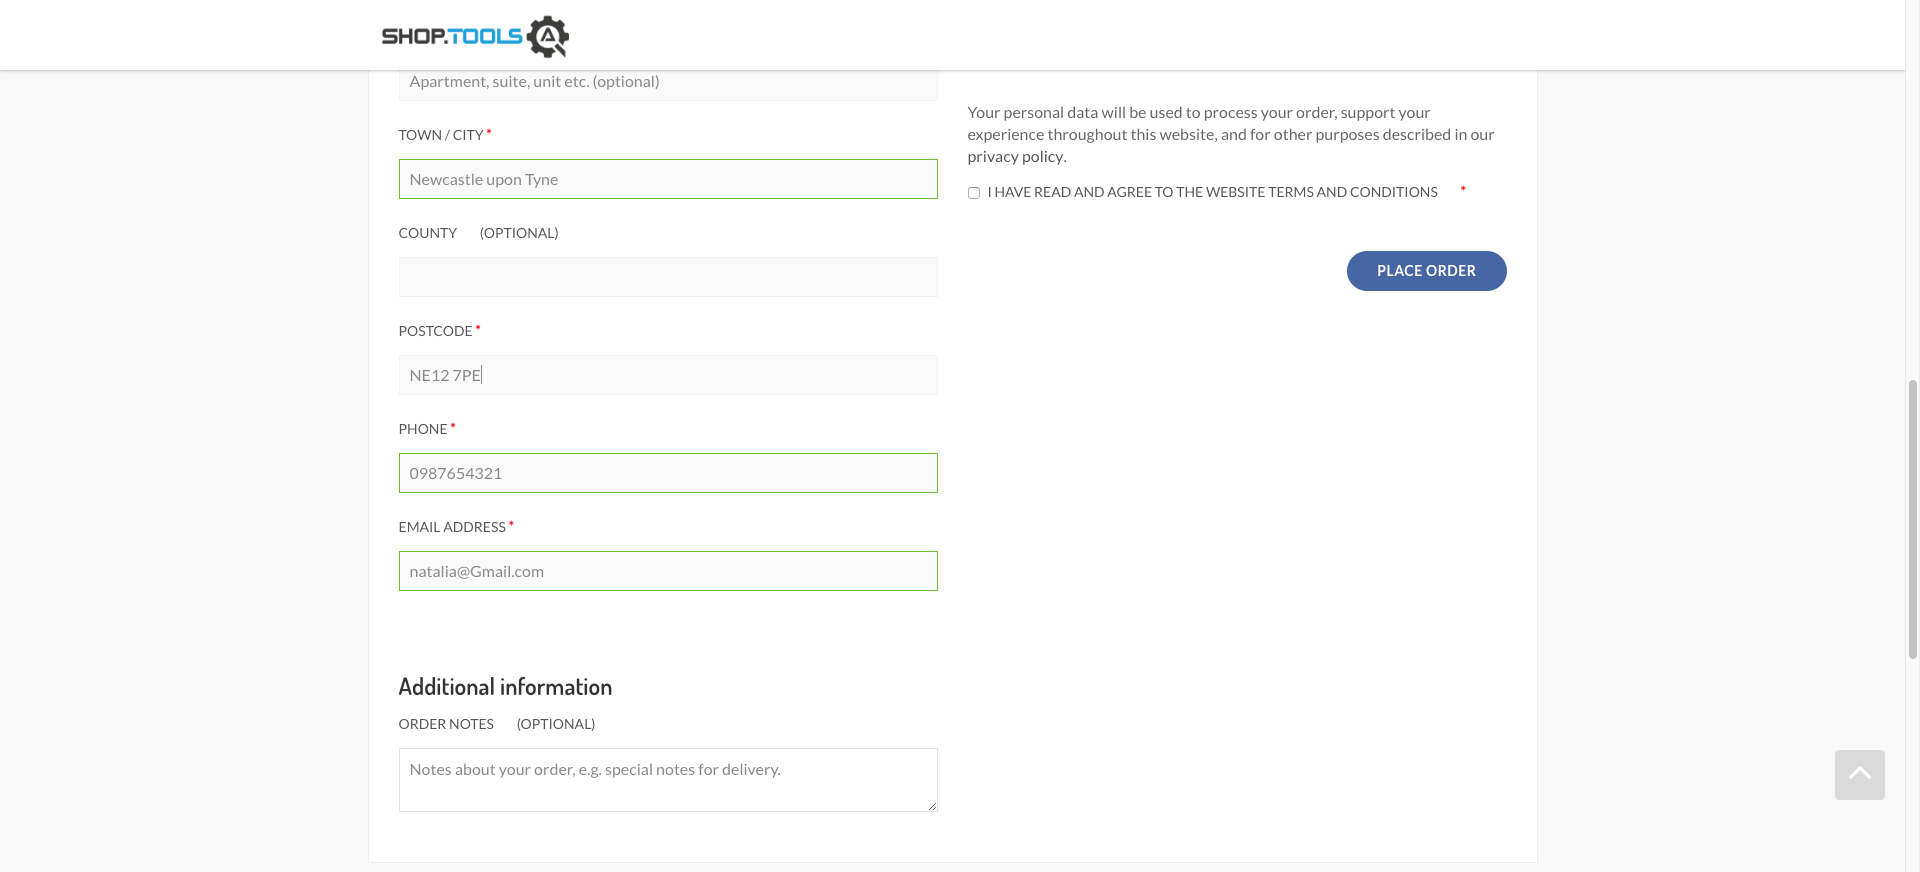 SHOP.TOOLS
Apartment, suite, unit etc. (optional)
TOWN / CITY *
Newcastle upon Tyne
COUNTY (OPTIONAL)
POSTCODE *
NE12 7PE
PHONE *
0987654321
EMAIL ADDRESS *
natalia@Gmail.com
Additional information
ORDER NOTES (OPTIONAL)
Notes about your order, e.g. special notes for delivery.
Your personal data will be used to process your order, support your
experience throughout this website, and for other purposes described in our
privacy policy.
I HAVE READ AND AGREE TO THE WEBSITE TERMS AND CONDITIONS *
PLACE ORDER